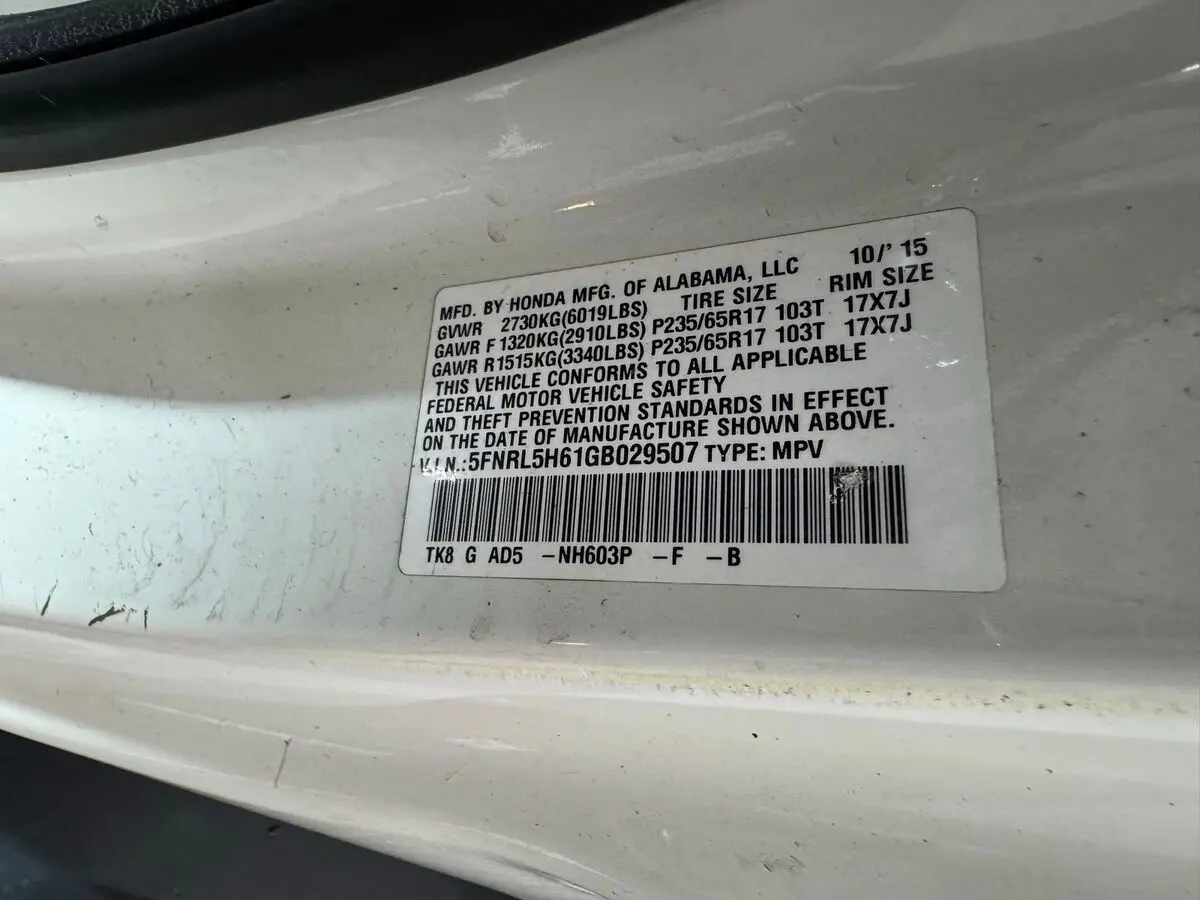 MFD. BY HONDA MFG. OF ALABAMA, LLC 10/' 15
GVWR 2730KG(6019LBS) TIRE SIZE RIM SIZE
GAWR F 1320KG(2910LBS) P235/65R17 103T 17X7J
GAWR R1515KG(3340LBS) P235/65R17 103T 17X7J
THIS VEHICLE CONFORMS TO ALL APPLICABLE
FEDERAL MOTOR VEHICLE SAFETY
AND THEFT PREVENTION STANDARDS IN EFFECT
ON THE DATE OF MANUFACTURE SHOWN ABOVE.
V.I.N.:5FNRL5H61GB029507 TYPE: MPV
TK8 G AD5 –NH603P –F –B